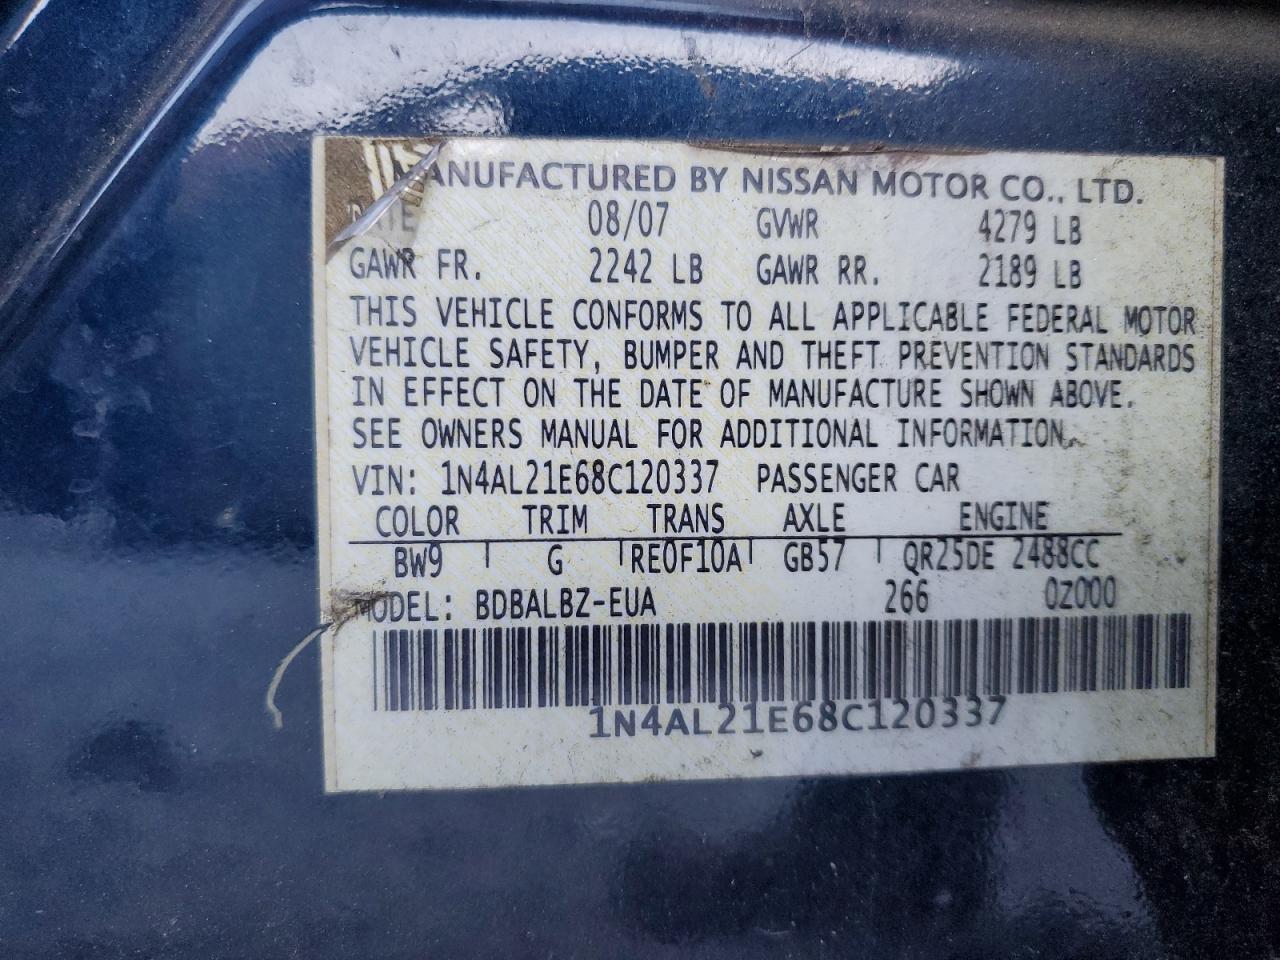 MANUFACTURED BY NISSAN MOTOR CO., LTD.
DATE 08/07 GVWR 4279 LB
GAWR FR. 2242 LB GAWR RR. 2189 LB
THIS VEHICLE CONFORMS TO ALL APPLICABLE FEDERAL MOTOR
VEHICLE SAFETY, BUMPER AND THEFT PREVENTION STANDARDS
IN EFFECT ON THE DATE OF MANUFACTURE SHOWN ABOVE.
SEE OWNERS MANUAL FOR ADDITIONAL INFORMATION.
VIN: 1N4AL21E68C120337 PASSENGER CAR
COLOR TRIM TRANS AXLE ENGINE
BW9 G RE0F10A GB57 QR25DE 2488CC
MODEL: BDBALBZ-EUA 266 0Z000
1N4AL21E68C120337